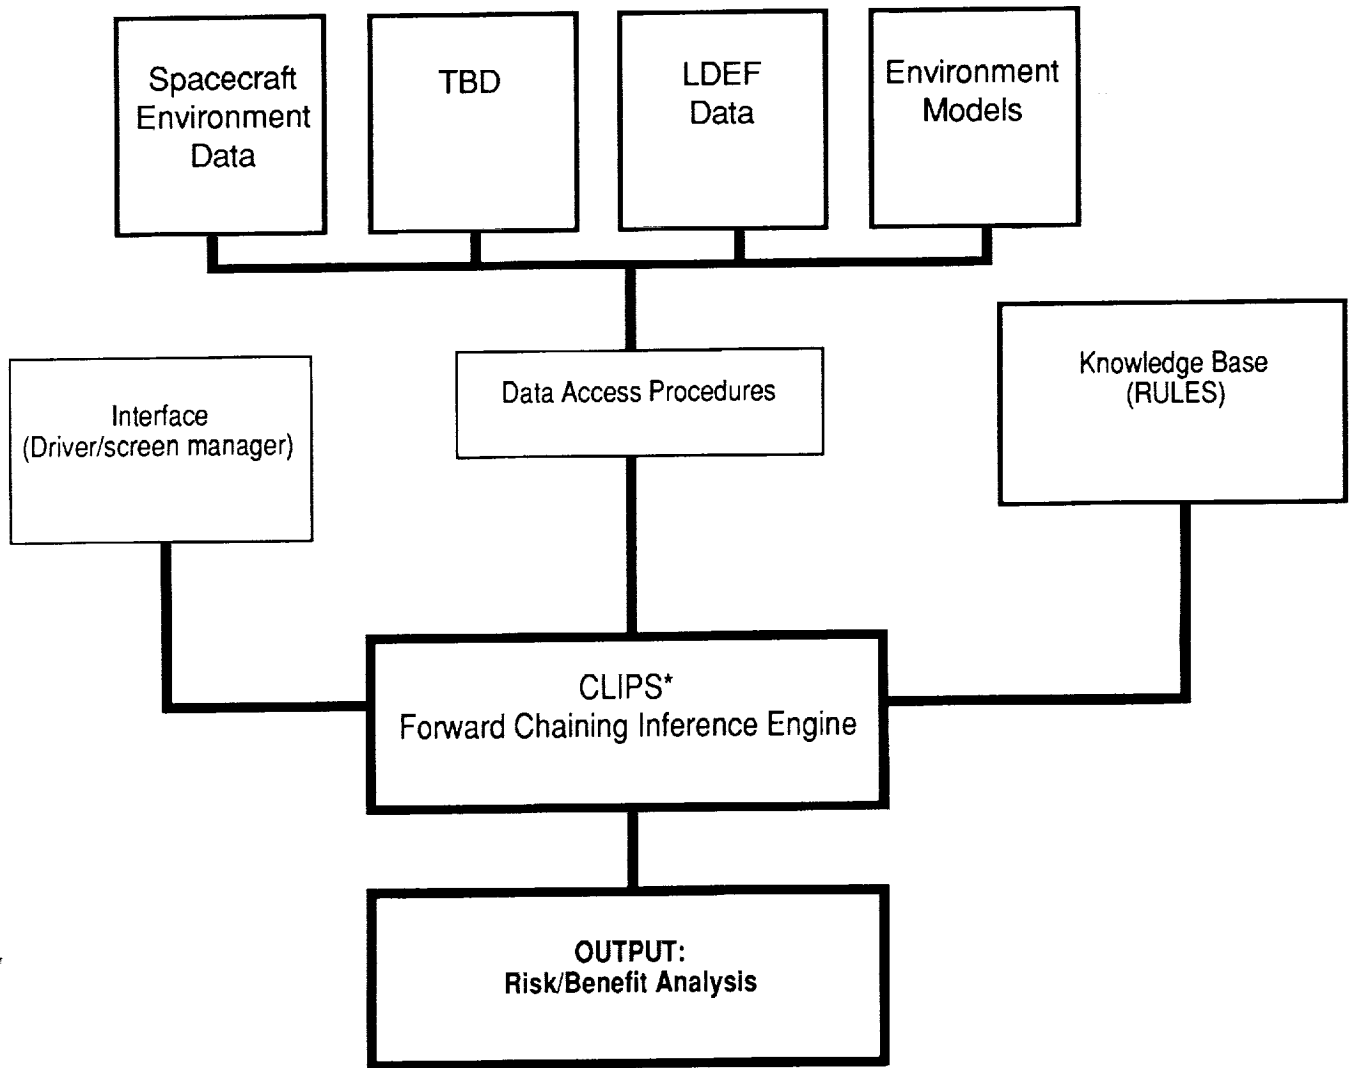 Spacecraft
Environment
Data
TBD
LDEF
Data
Environment
Models
Interface
(Driver/screen manager)
Data Access Procedures
Knowledge Base
(RULES)
CLIPS*
Forward Chaining Inference Engine
OUTPUT:
Risk/Benefit Analysis